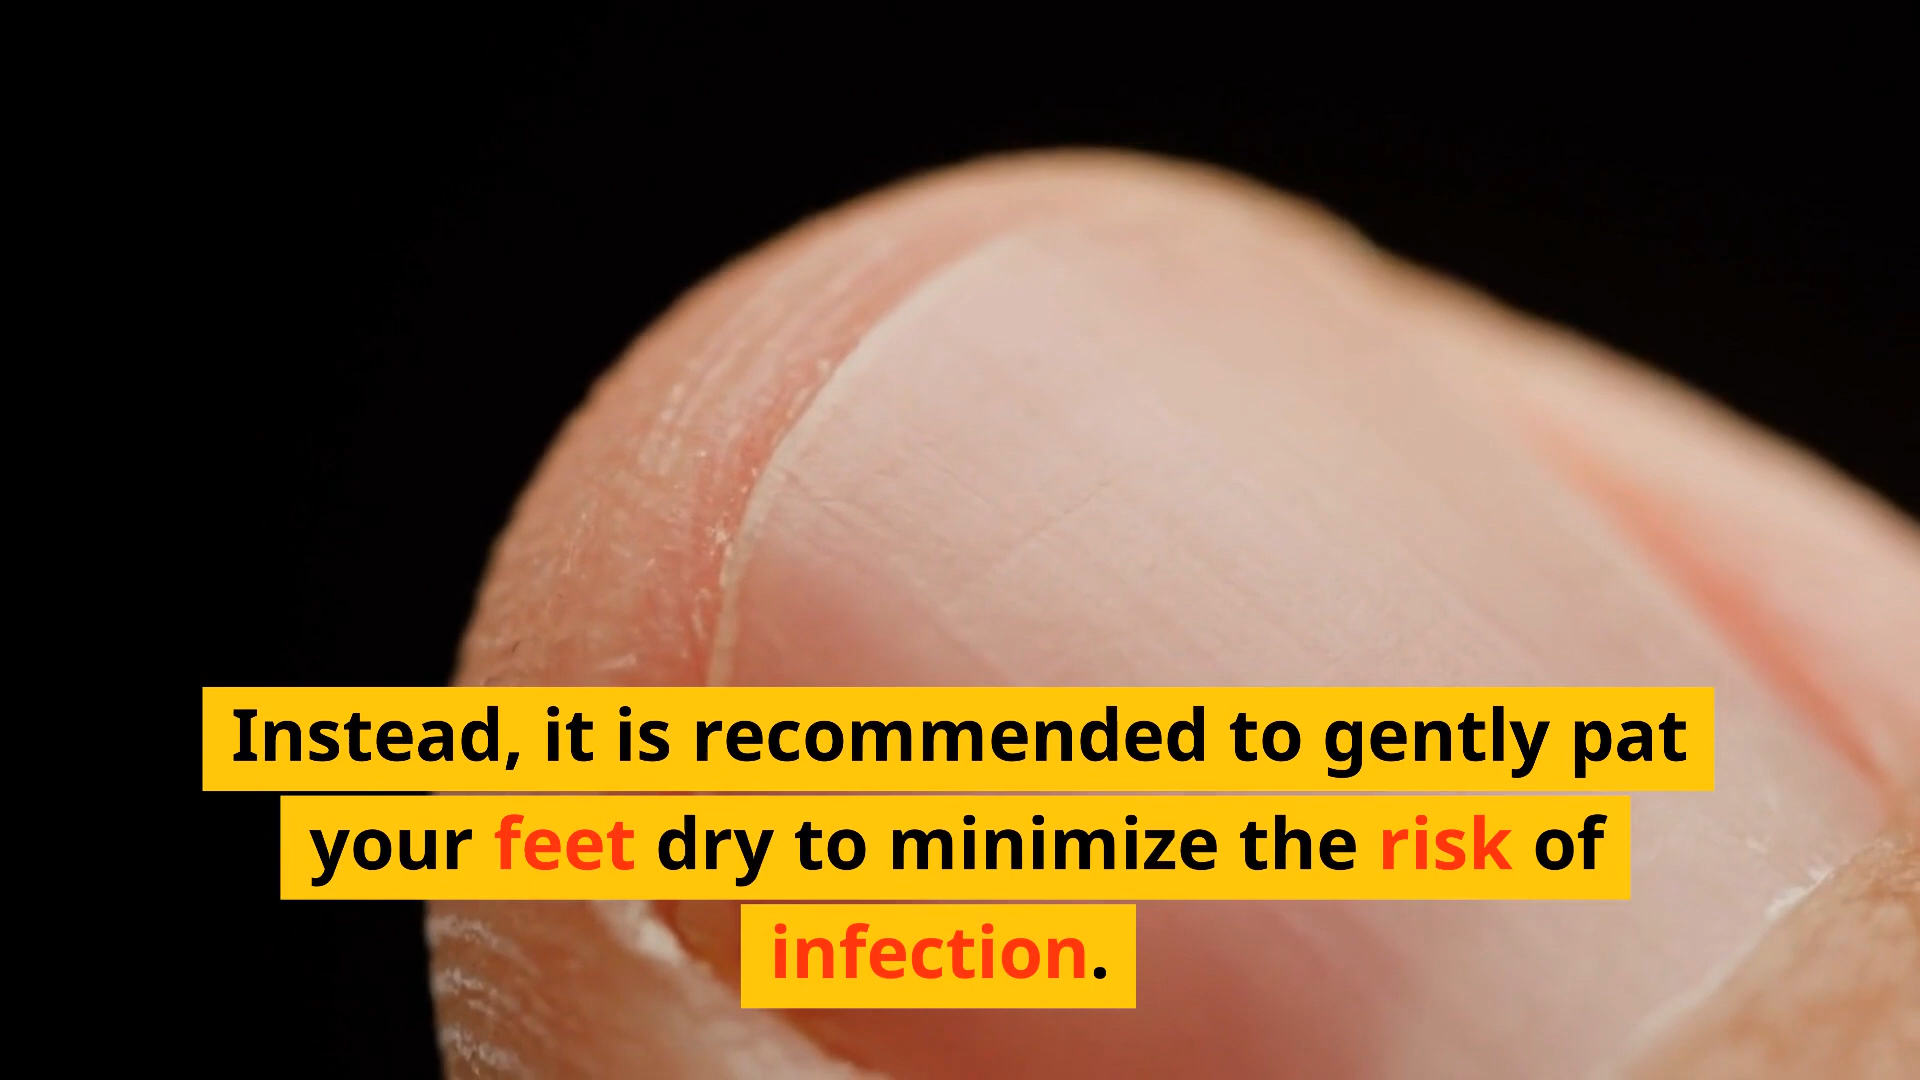 Instead, it is recommended to gently pat
your feet dry to minimize the risk of
infection.